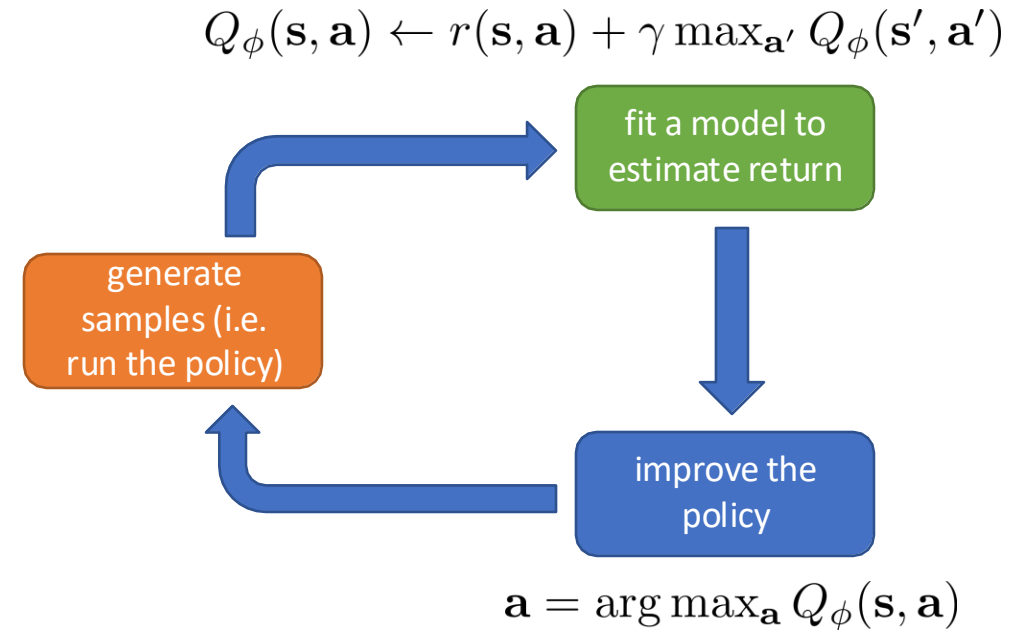 Q_ϕ(s, a) ← r(s, a) + γ max_a′ Q_ϕ(s′, a′)
fit a model to
estimate return
generate
samples (i.e.
run the policy)
improve the
policy
a = arg max_a Q_ϕ(s, a)